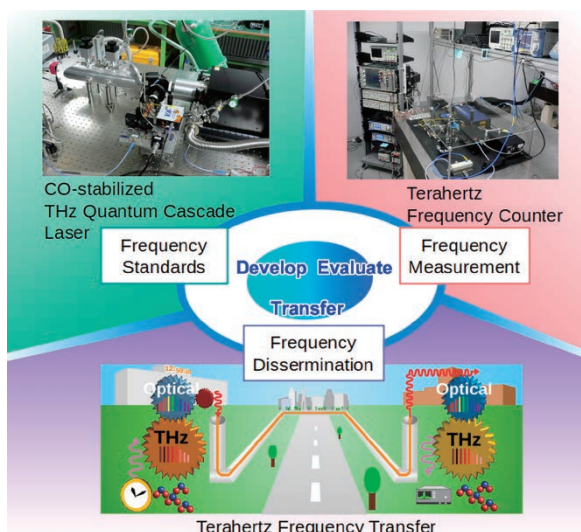 CO-stabilized
THz Quantum Cascade
Laser
Terahertz
Frequency Counter
Frequency
Standards
Frequency
Measurement
Develop Evaluate
Transfer
Frequency
Dissemination
Optical
THz
Optical
THz
Terahertz Frequency Transfer